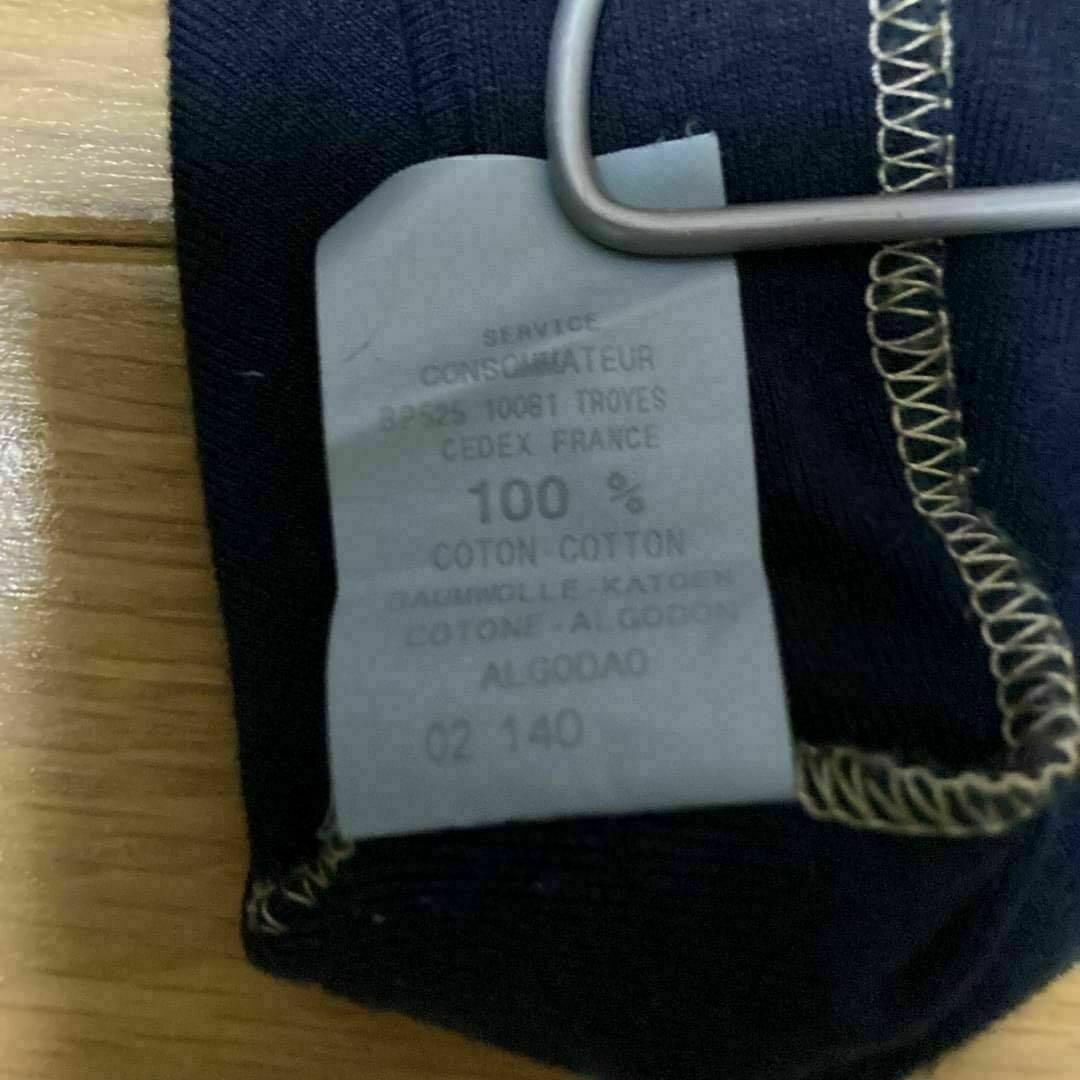 SERVICE
CONSOMMATEUR
BP525 10081 TROYES
CEDEX FRANCE
100 %
COTON-COTTON
BAUMWOLLE-KATOEN
COTONE-ALGODON
ALGODAO
02 140